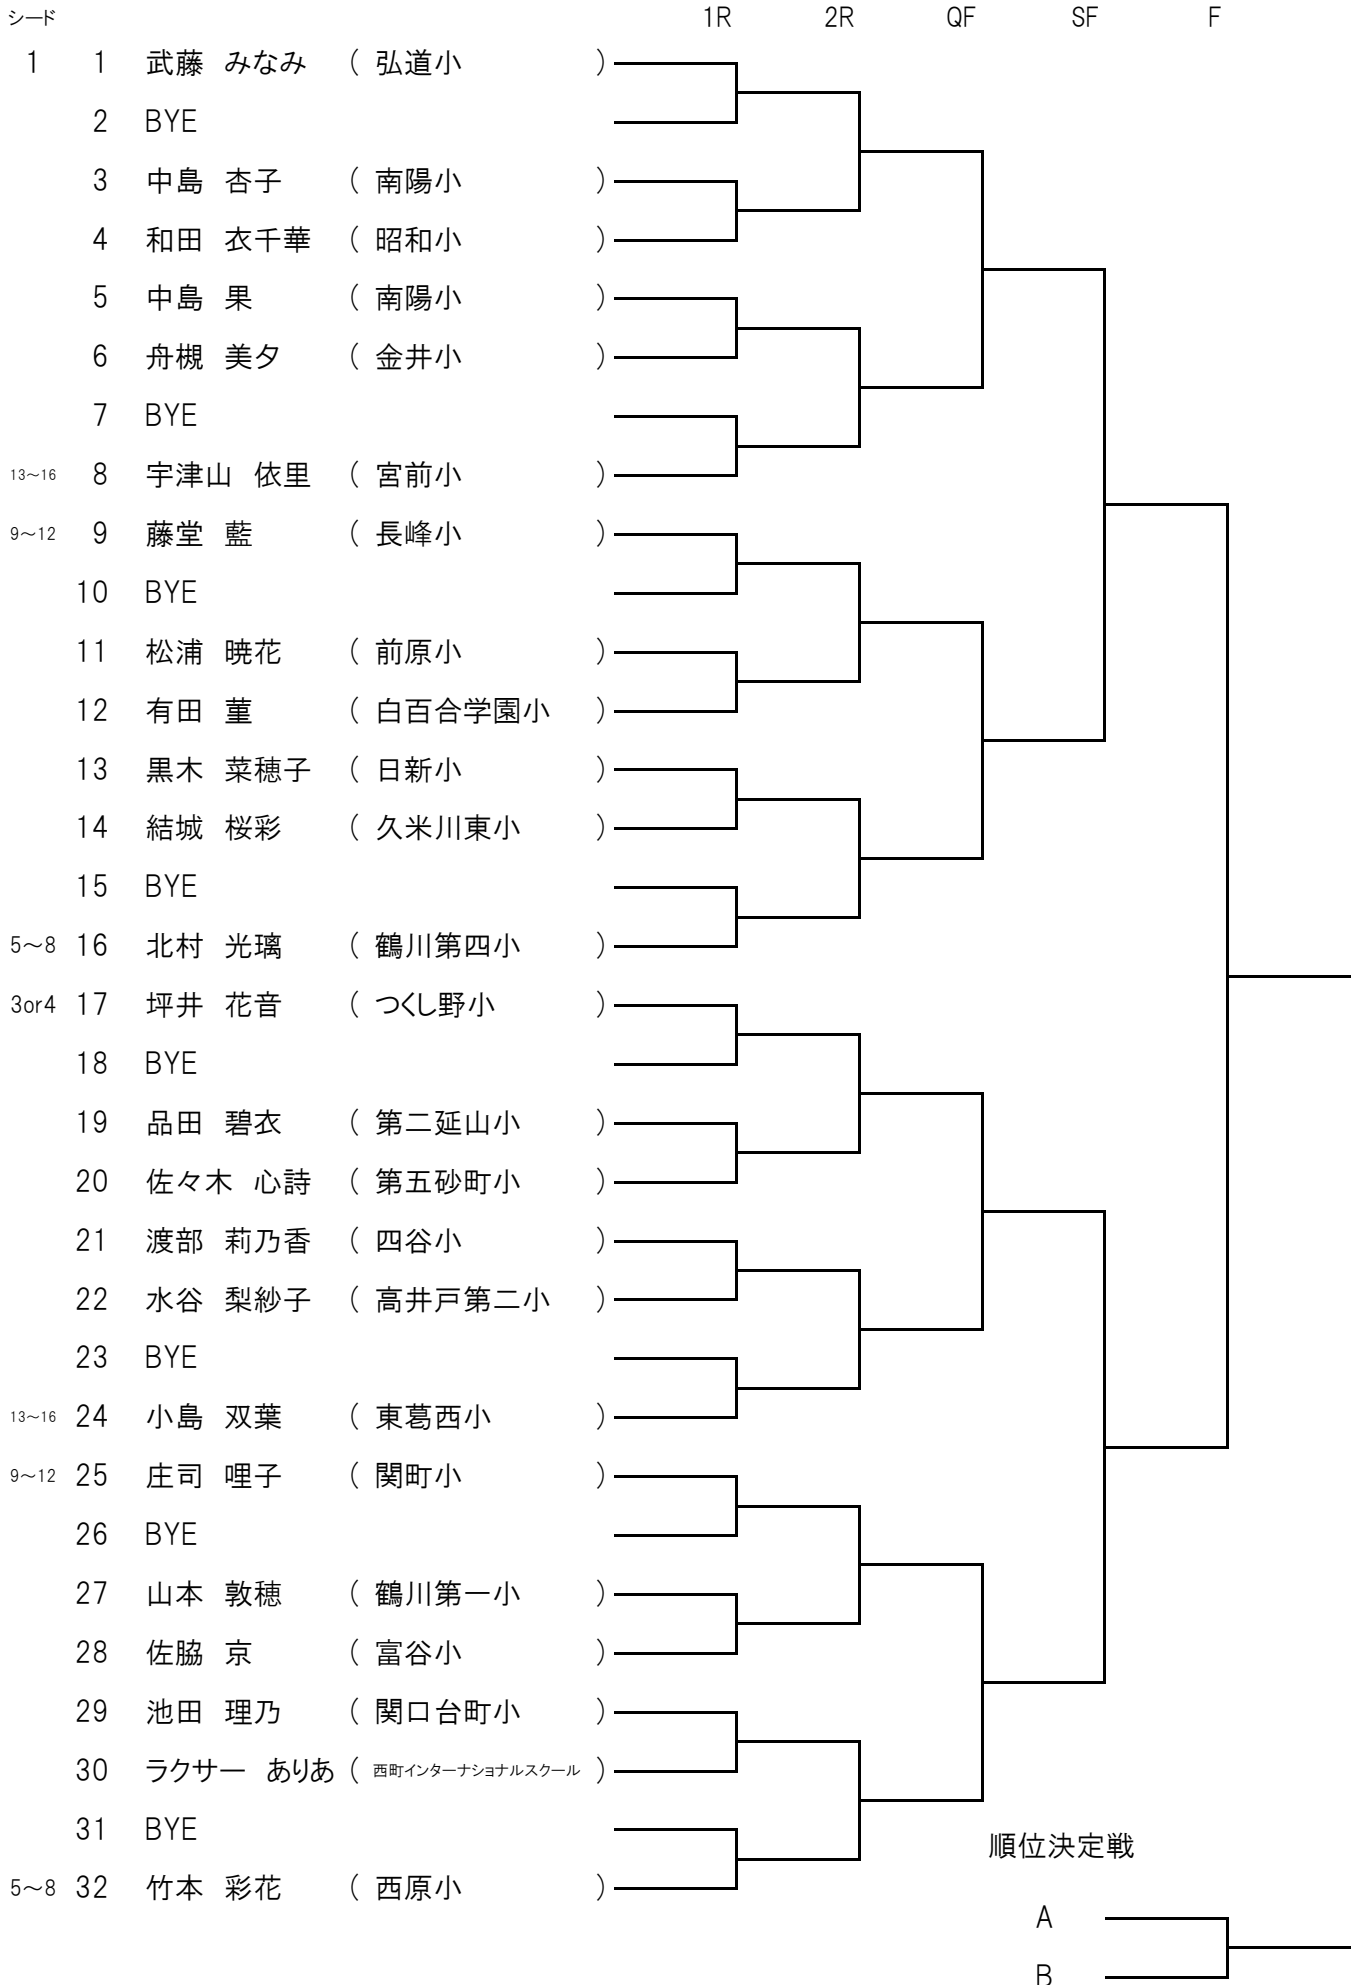 シード 1R 2R QF SF F
1 1 武藤 みなみ ( 弘道小 )
2 BYE
3 中島 杏子 ( 南陽小 )
4 和田 衣千華 ( 昭和小 )
5 中島 果 ( 南陽小 )
6 舟槻 美夕 ( 金井小 )
7 BYE
13～16 8 宇津山 依里 ( 宮前小 )
9～12 9 藤堂 藍 ( 長峰小 )
10 BYE
11 松浦 暁花 ( 前原小 )
12 有田 菫 ( 白百合学園小 )
13 黒木 菜穂子 ( 日新小 )
14 結城 桜彩 ( 久米川東小 )
15 BYE
5～8 16 北村 光璃 ( 鶴川第四小 )
3or4 17 坪井 花音 ( つくし野小 )
18 BYE
19 品田 碧衣 ( 第二延山小 )
20 佐々木 心詩 ( 第五砂町小 )
21 渡部 莉乃香 ( 四谷小 )
22 水谷 梨紗子 ( 高井戸第二小 )
23 BYE
13～16 24 小島 双葉 ( 東葛西小 )
9～12 25 庄司 哩子 ( 関町小 )
26 BYE
27 山本 敦穂 ( 鶴川第一小 )
28 佐脇 京 ( 富谷小 )
29 池田 理乃 ( 関口台町小 )
30 ラクサー ありあ ( 西町インターナショナルスクール )
31 BYE
順位決定戦
5～8 32 竹本 彩花 ( 西原小 )
A
B